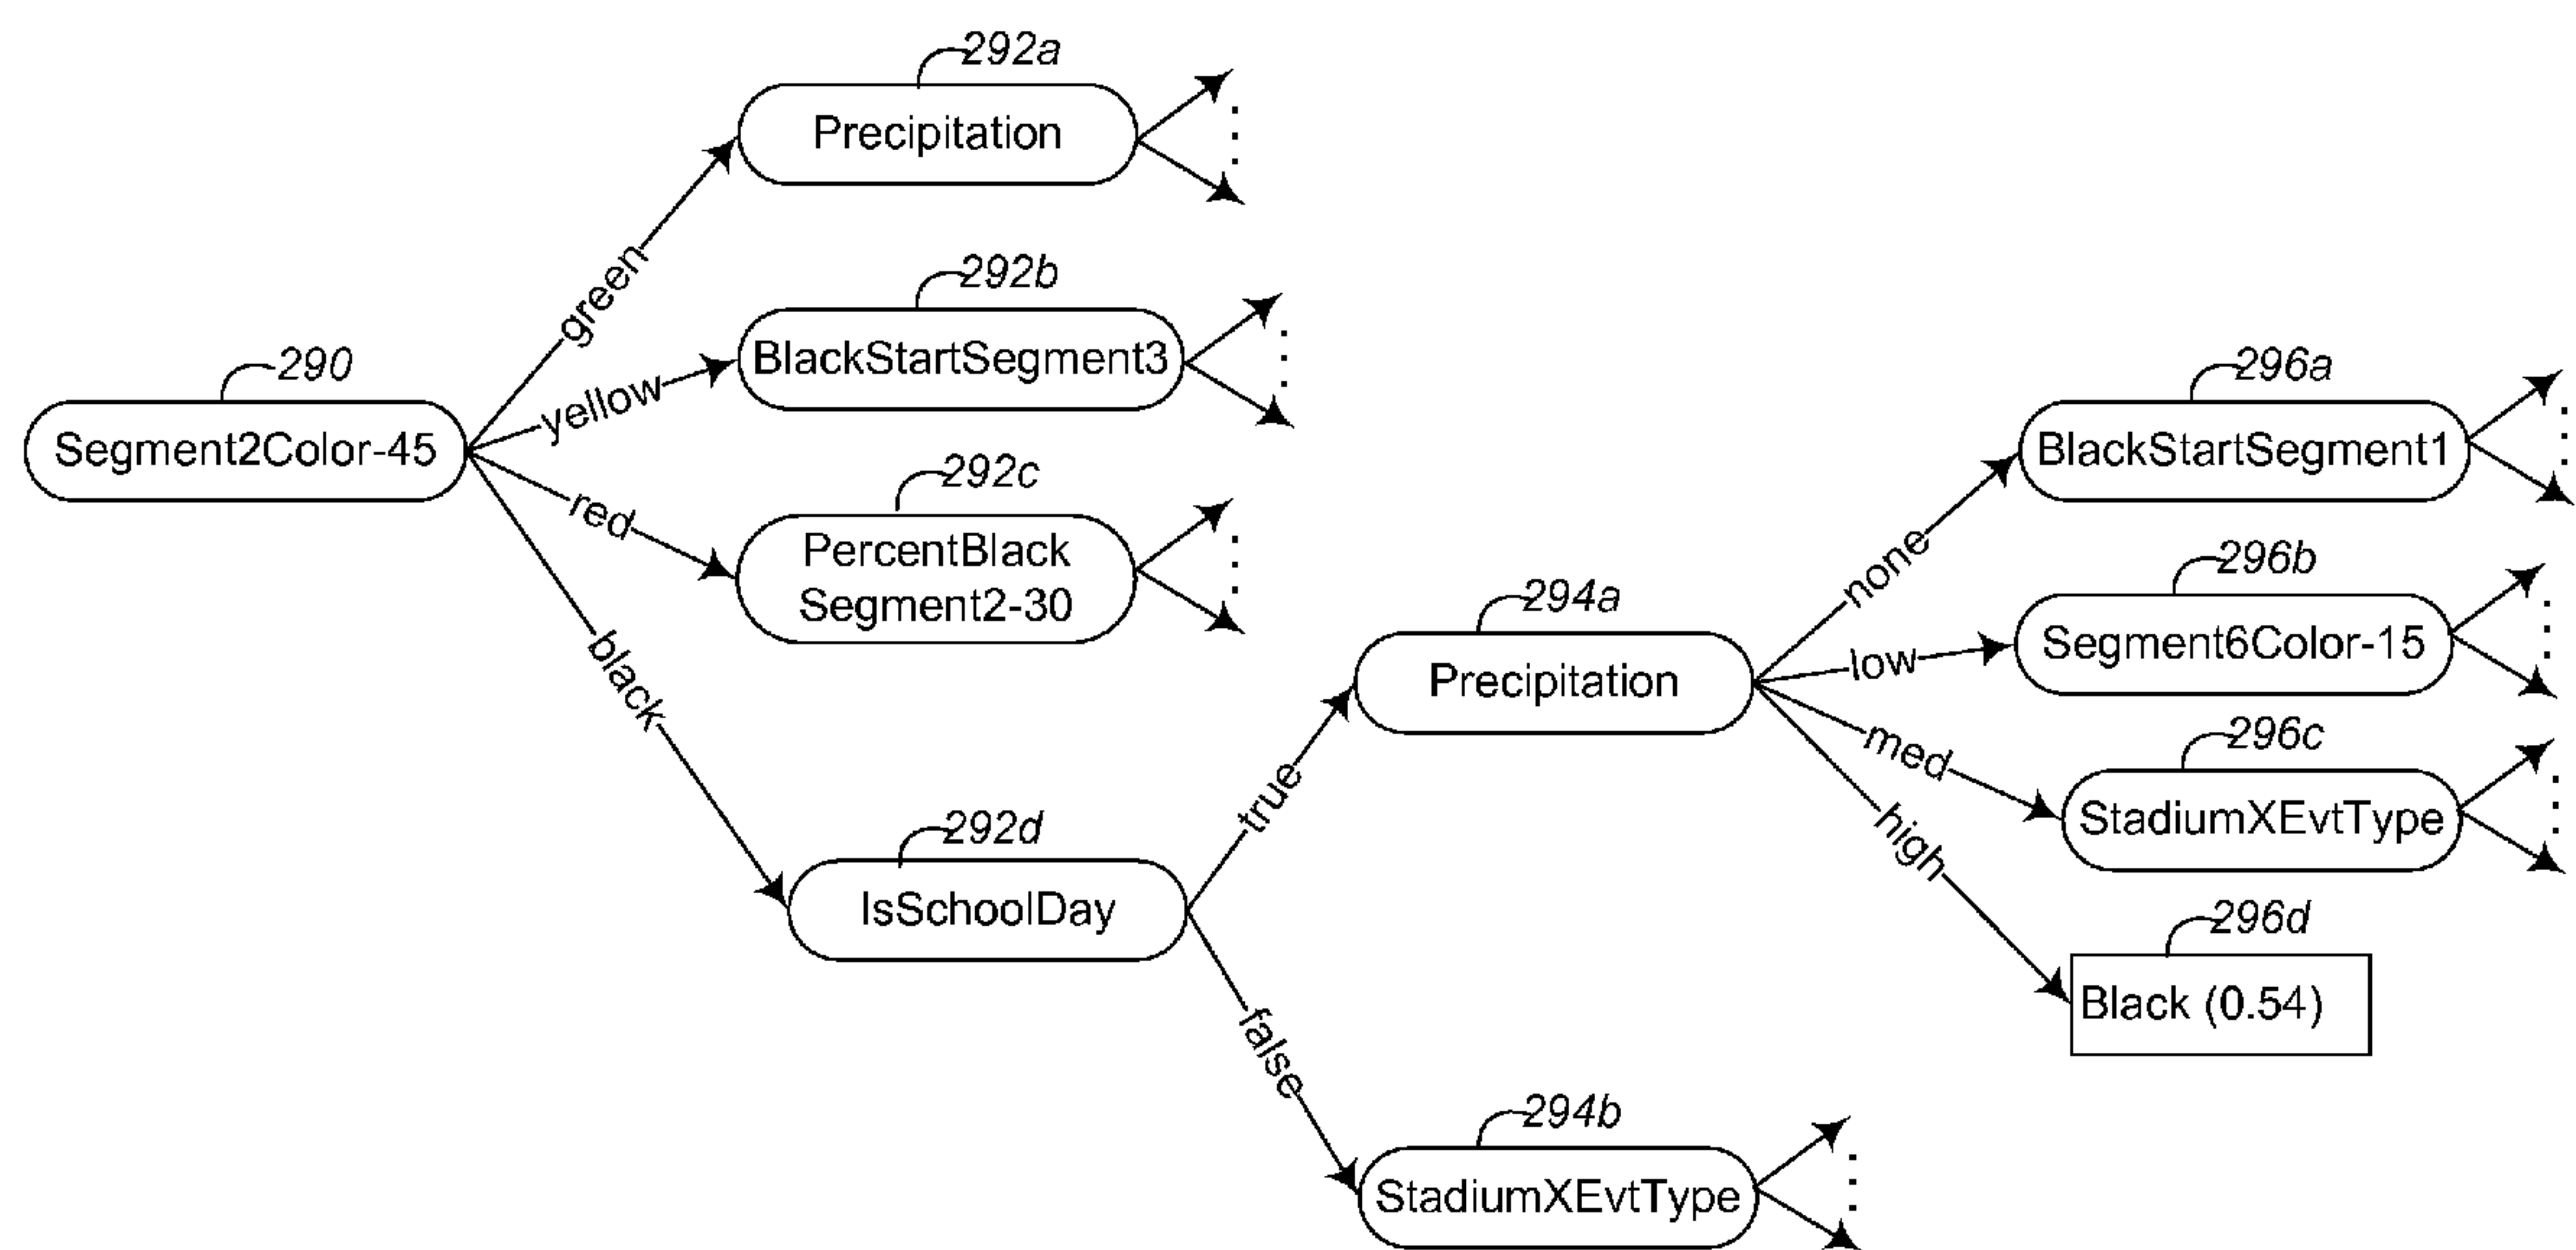 292a
Precipitation
green
292b
BlackStartSegment3
yellow
290
Segment2Color-45
292c
PercentBlack
Segment2-30
red
black
292d
IsSchoolDay
true
294a
Precipitation
false
294b
StadiumXEvtType
none
296a
BlackStartSegment1
low
296b
Segment6Color-15
med
296c
StadiumXEvtType
high
296d
Black (0.54)